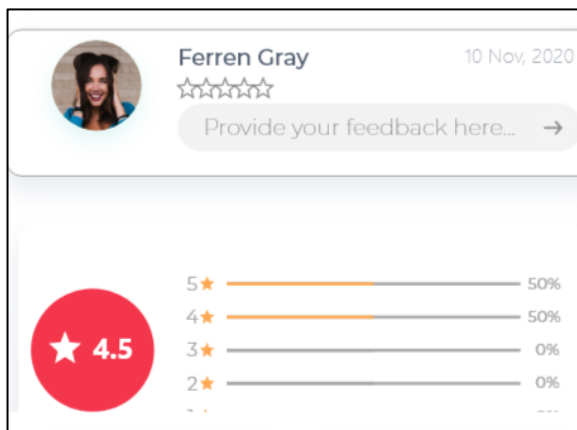 Ferren Gray 10 Nov, 2020
Provide your feedback here... →
5★ 50%
4★ 50%
★ 4.5
3★ 0%
2★ 0%